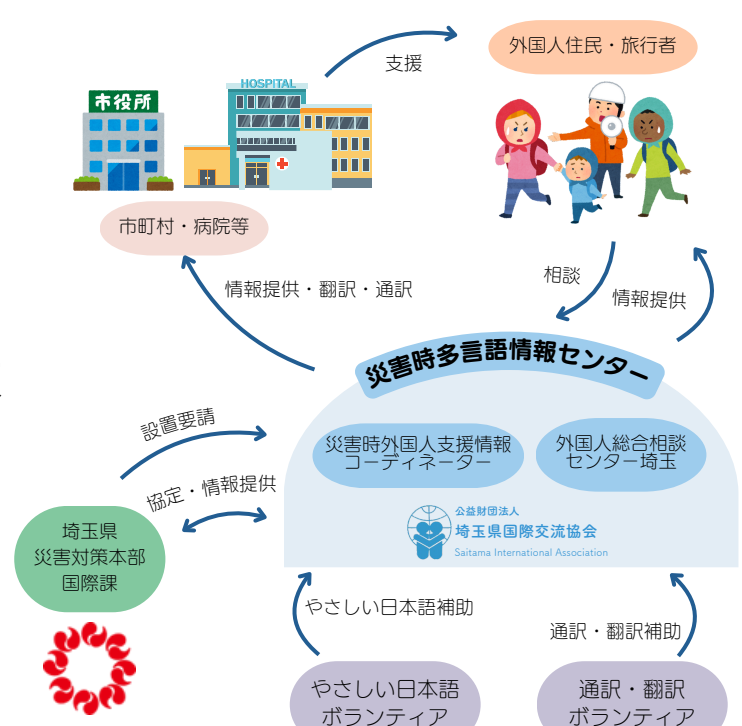 支援
外国人住民・旅行者
市役所
HOSPITAL
市町村・病院等
情報提供・翻訳・通訳
相談
情報提供
災害時多言語情報センター
設置要請
災害時外国人支援情報
コーディネーター
外国人総合相談
センター埼玉
協定・情報提供
公益財団法人
埼玉県国際交流協会
Saitama International Association
埼玉県
災害対策本部
国際課
やさしい日本語補助
通訳・翻訳補助
やさしい日本語
ボランティア
通訳・翻訳
ボランティア